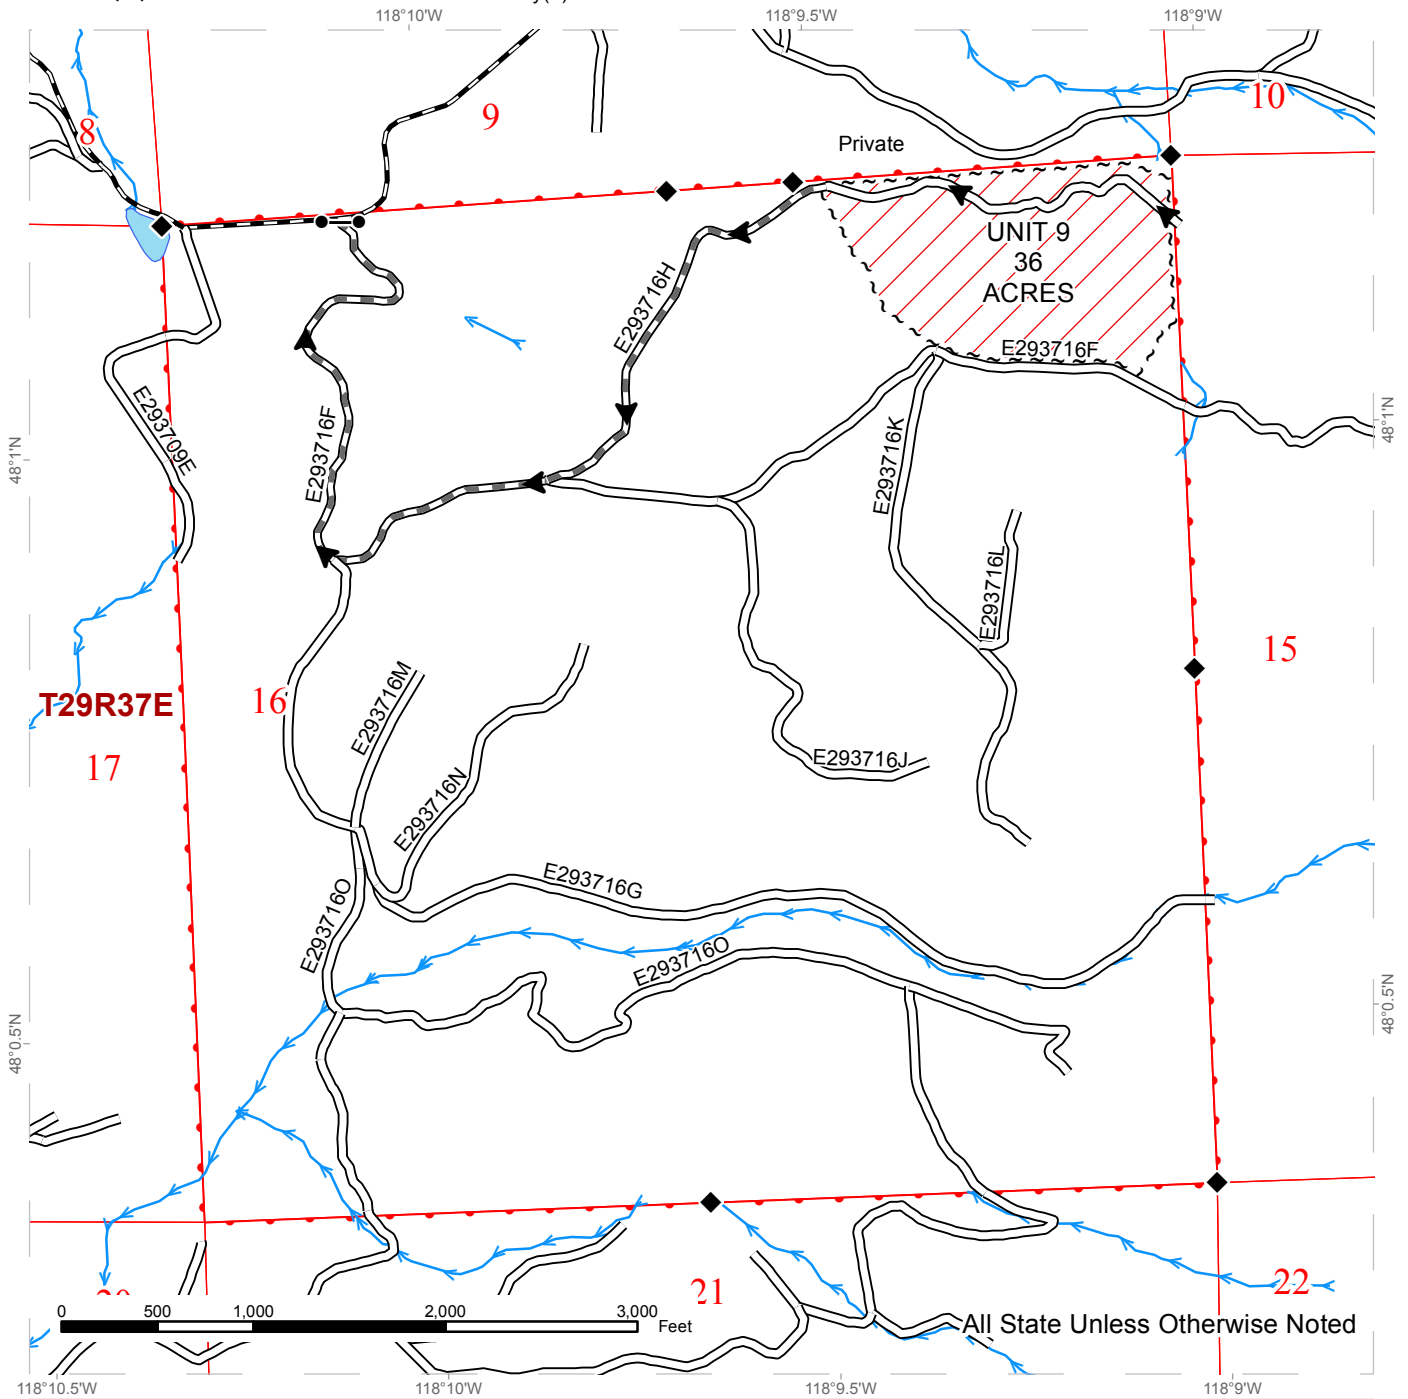 118°10'W
118°9.5'W
118°9'W
8
9
10
Private
UNIT 9
36
ACRES
E293716H
E293716F
E293709E
E293716F
E293716K
48°1'N
48°1'N
E293716L
15
T29R37E
16
17
E293716M
E293716N
E293716J
E293716G
E293716O
E293716O
48°0.5'N
48°0.5'N
21
22
0
500
1,000
2,000
3,000
Feet
All State Unless Otherwise Noted
118°10.5'W
118°10'W
118°9.5'W
118°9'W